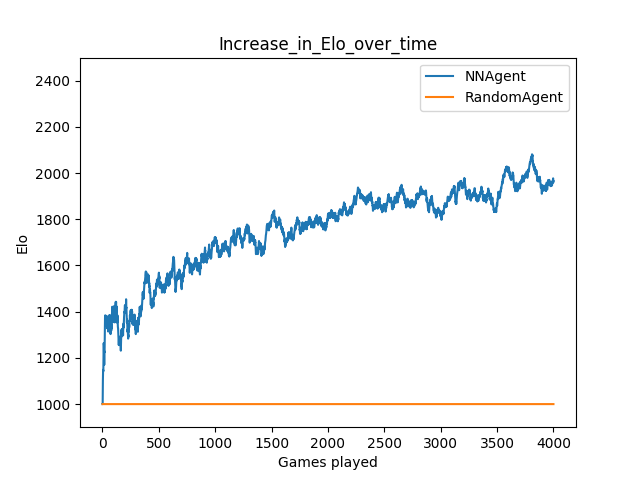 Increase_in_Elo_over_time
NNAgent
RandomAgent
2400
2200
2000
1800
1600
1400
1200
1000
Elo
0 500 1000 1500 2000 2500 3000 3500 4000
Games played